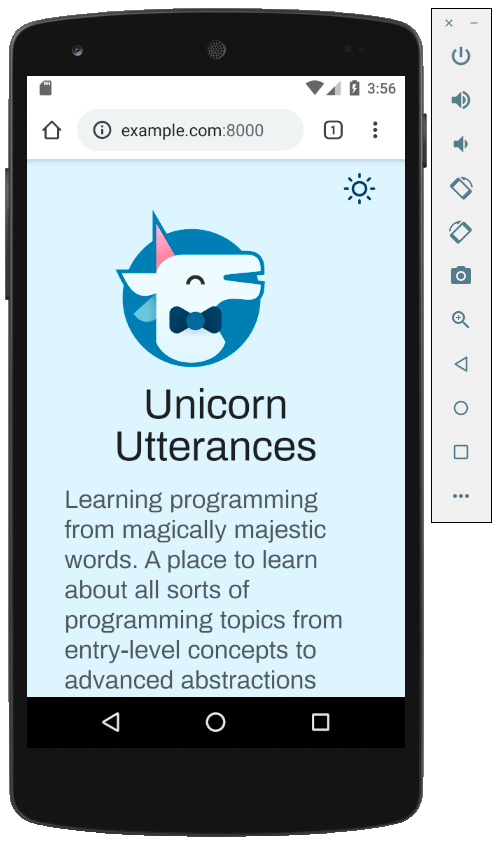 3:56
example.com:8000
1
Unicorn
Utterances
Learning programming
from magically majestic
words. A place to learn
about all sorts of
programming topics from
entry-level concepts to
advanced abstractions